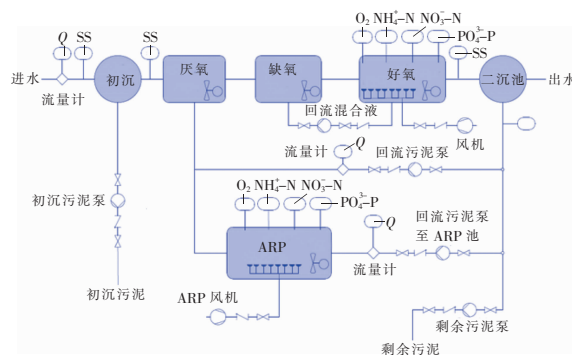 O₂ NH₄⁺-N NO₃⁻-N PO₄³⁻-P
Q SS SS SS
进水 初沉 厌氧 缺氧 好氧 二沉池 出水
流量计
回流混合液
风机
流量计 Q
回流污泥泵
初沉污泥泵
O₂ NH₄⁺-N NO₃⁻-N PO₄³⁻-P
Q
回流污泥泵
至 ARP 池
ARP
流量计
初沉污泥
ARP 风机
剩余污泥泵
剩余污泥